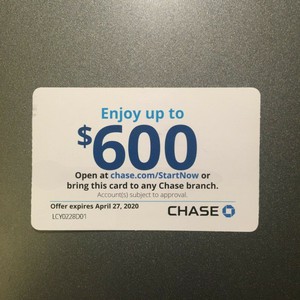 Enjoy up to
$600
Open at chase.com/StartNow or
bring this card to any Chase branch.
Account(s) subject to approval.
Offer expires April 27, 2020
LCY0228D01
CHASE